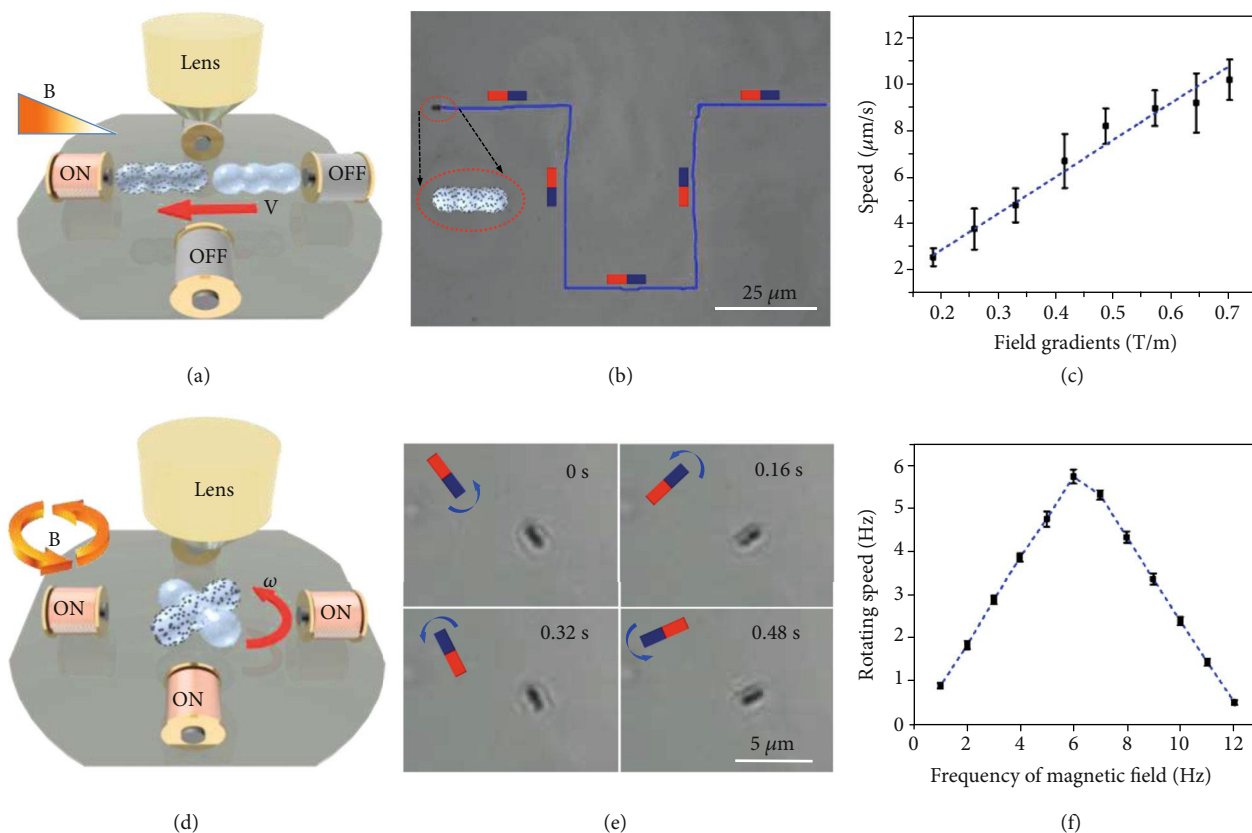 B
Lens
ON
OFF
V
OFF
(a)
25 μm
(b)
12
10
8
6
4
2
Speed (μm/s)
0.2 0.3 0.4 0.5 0.6 0.7
Field gradients (T/m)
(c)
B
Lens
ω
ON
ON
ON
(d)
0 s
0.16 s
0.32 s
0.48 s
5 μm
(e)
6
5
4
3
2
1
0
Rotating speed (Hz)
0 2 4 6 8 10 12
Frequency of magnetic field (Hz)
(f)